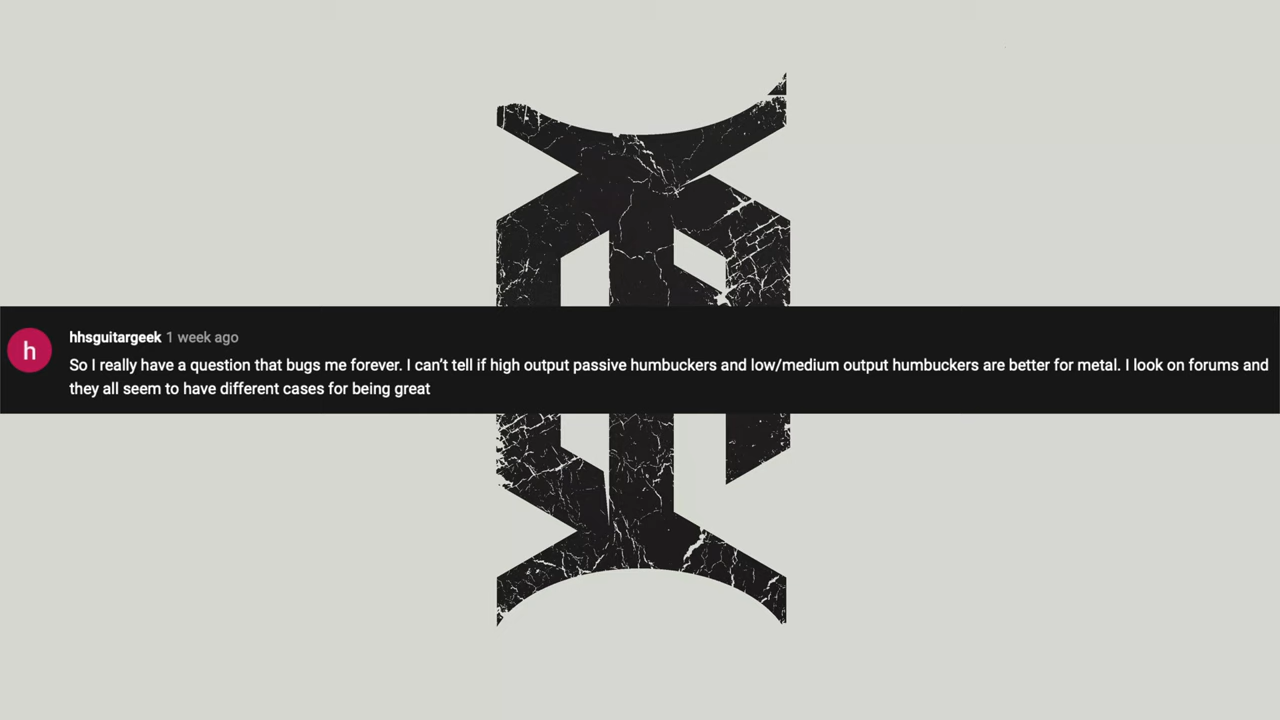 h
hhsguitargeek 1 week ago
So I really have a question that bugs me forever. I can’t tell if high output passive humbuckers and low/medium output humbuckers are better for metal. I look on forums and
they all seem to have different cases for being great